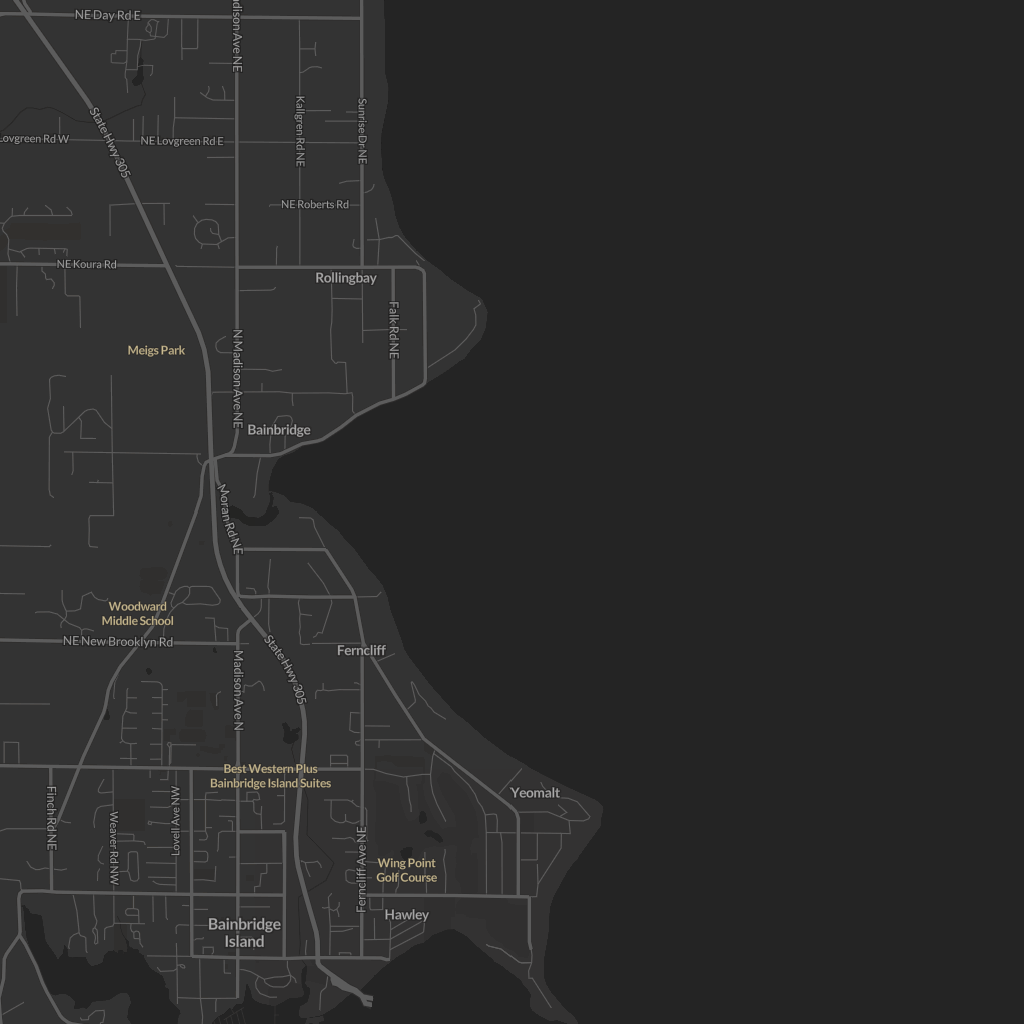 NE Day Rd E
dison Ave NE
State Hwy 305
Kallgren Rd NE
Sunrise Dr NE
Lovgreen Rd W
NE Lovgreen Rd E
NE Roberts Rd
NE Koura Rd
Rollingbay
Falk Rd NE
N Madison Ave NE
Meigs Park
Bainbridge
Moran Rd NE
Woodward
Middle School
NE New Brooklyn Rd
State Hwy 305
Ferncliff
Madison Ave N
Best Western Plus
Bainbridge Island Suites
Yeomalt
Finch Rd NE
Weaver Rd NW
Lovell Ave NW
Ferncliff Ave NE
Wing Point
Golf Course
Hawley
Bainbridge
Island